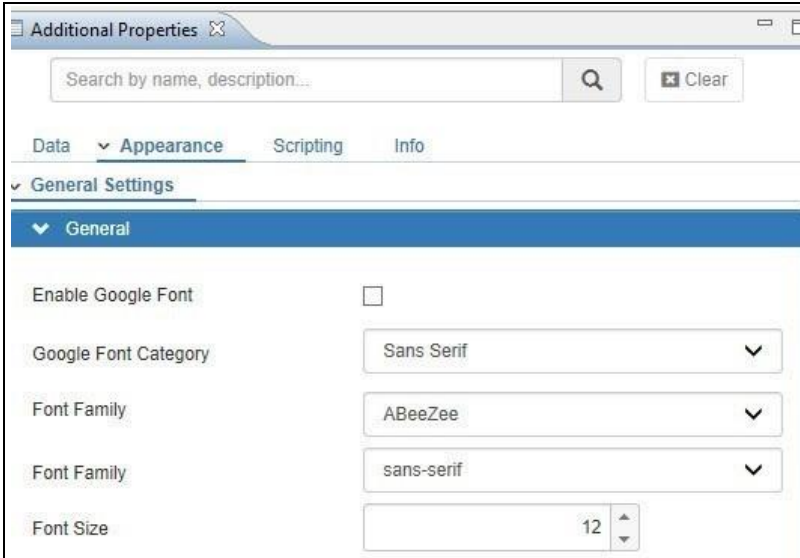 Additional Properties
Search by name, description...
Clear
Data
Appearance
Scripting
Info
General Settings
General
Enable Google Font
Google Font Category
Sans Serif
Font Family
ABeeZee
Font Family
sans-serif
Font Size
12